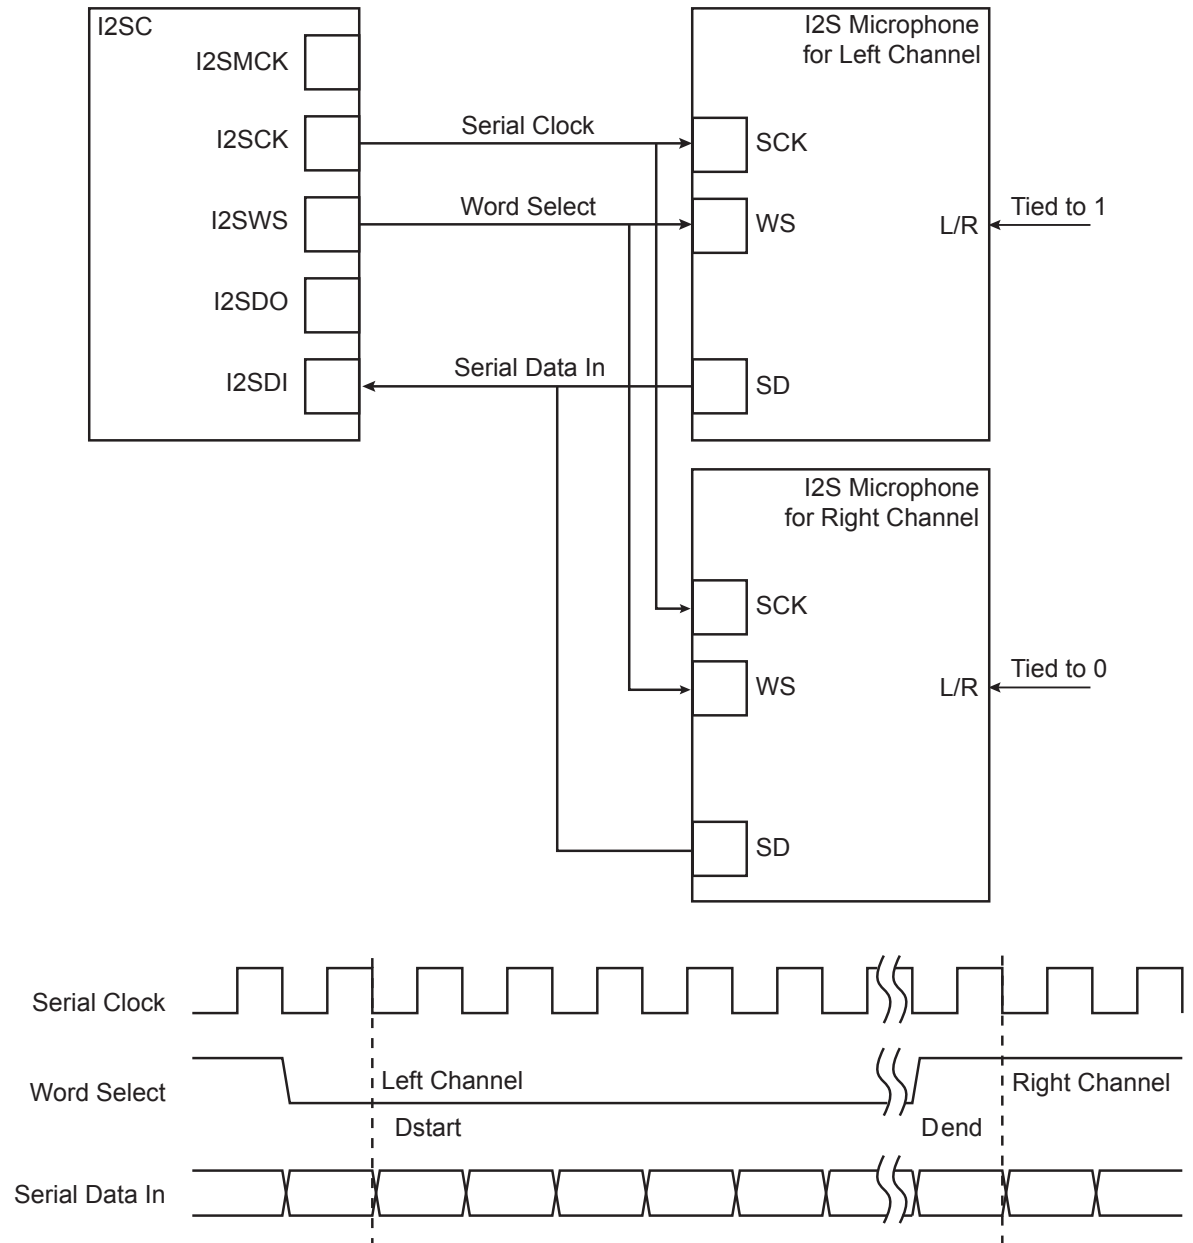 I2SC
I2SMCK
I2SCK
I2SWS
I2SDO
I2SDI
Serial Clock
Word Select
Serial Data In
I2S Microphone
for Left Channel
SCK
WS
SD
L/R
Tied to 1
I2S Microphone
for Right Channel
SCK
WS
SD
L/R
Tied to 0
Serial Clock
Word Select
Left Channel
Right Channel
Dstart
Dend
Serial Data In